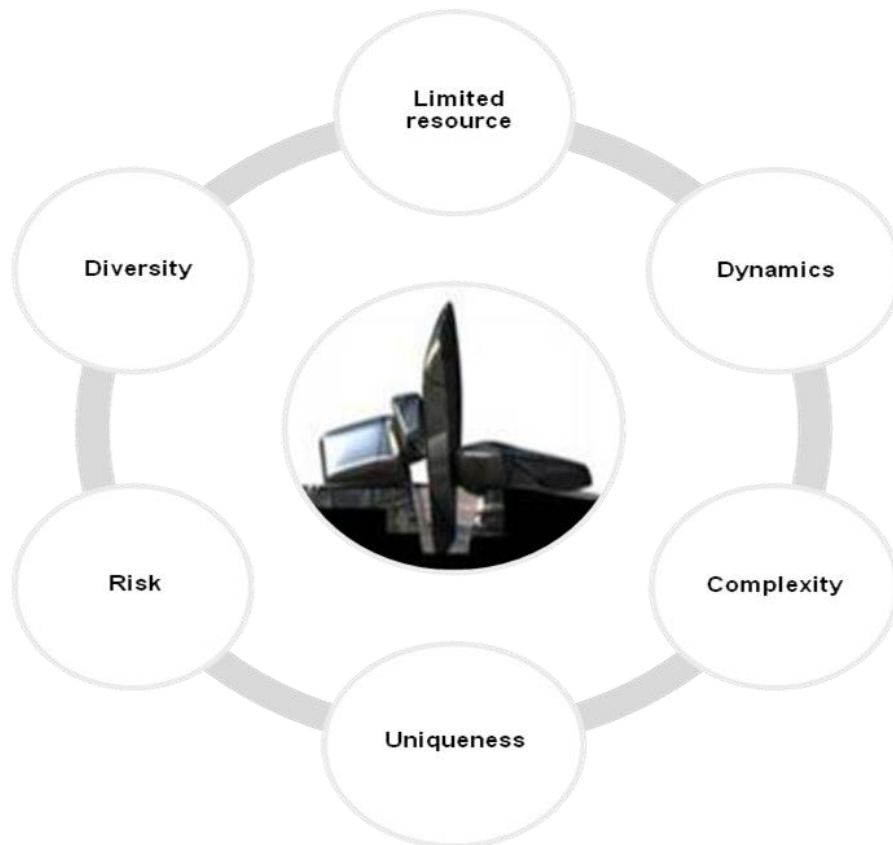 Limited
resource
Dynamics
Complexity
Uniqueness
Risk
Diversity